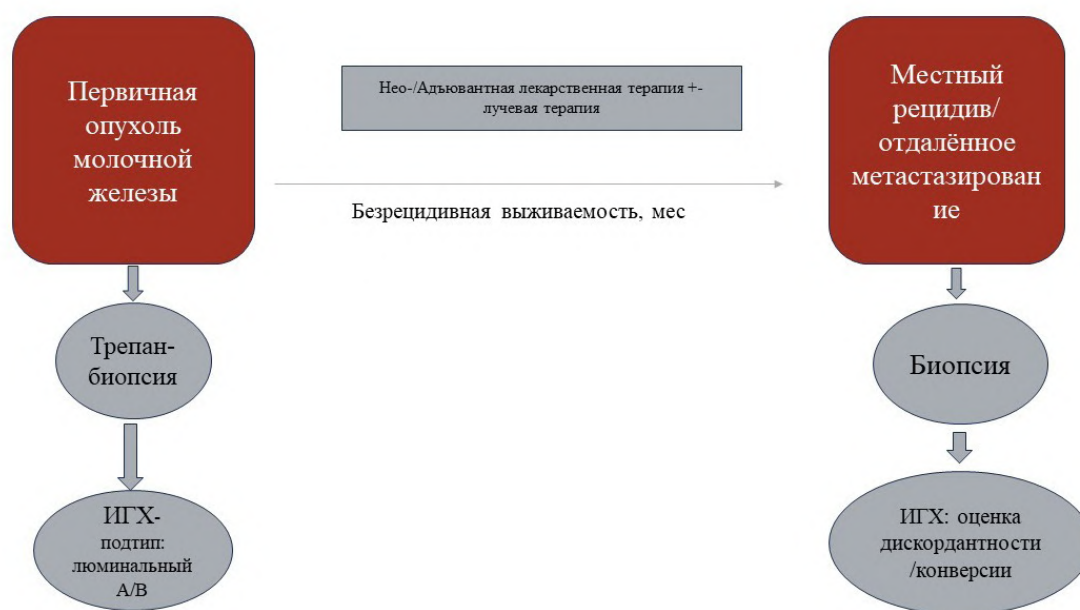 Первичная
опухоль
молочной
железы
Нео-/Адъювантная лекарственная терапия +-
лучевая терапия
Безрецидивная выживаемость, мес
Местный
рецидив/
отдалённое
метастазирован
ие
Трепан-
биопсия
Биопсия
ИГХ-
подтип:
люминальный
А/В
ИГХ: оценка
дискордантности
/конверсии